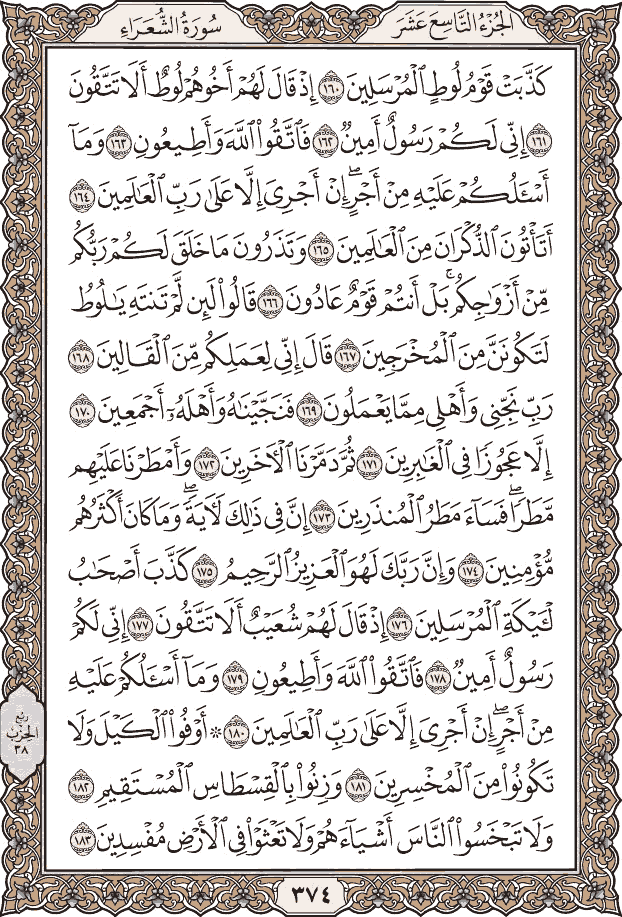 الجُزْءُ التَّاسِعَ عَشَرَ
سُورَةُ الشُّعَرَاءِ
كَذَّبَتْ قَوْمُ لُوطٍ ٱلْمُرْسَلِينَ ١٦٠ إِذْ قَالَ لَهُمْ أَخُوهُمْ لُوطٌ أَلَا تَتَّقُونَ
١٦١ إِنِّى لَكُمْ رَسُولٌ أَمِينٌ ١٦٢ فَٱتَّقُوا۟ ٱللَّهَ وَأَطِيعُونِ ١٦٣ وَمَآ
أَسْـَٔلُكُمْ عَلَيْهِ مِنْ أَجْرٍ ۖ إِنْ أَجْرِىَ إِلَّا عَلَىٰ رَبِّ ٱلْعَـٰلَمِينَ ١٦٤
أَتَأْتُونَ ٱلذُّكْرَانَ مِنَ ٱلْعَـٰلَمِينَ ١٦٥ وَتَذَرُونَ مَا خَلَقَ لَكُمْ رَبُّكُم
مِّنْ أَزْوَٰجِكُم ۚ بَلْ أَنتُمْ قَوْمٌ عَادُونَ ١٦٦ قَالُوا۟ لَئِن لَّمْ تَنتَهِ يَـٰلُوطُ
لَتَكُونَنَّ مِنَ ٱلْمُخْرَجِينَ ١٦٧ قَالَ إِنِّى لِعَمَلِكُم مِّنَ ٱلْقَالِينَ ١٦٨
رَبِّ نَجِّنِى وَأَهْلِى مِمَّا يَعْمَلُونَ ١٦٩ فَنَجَّيْنَـٰهُ وَأَهْلَهُۥٓ أَجْمَعِينَ ١٧٠
إِلَّا عَجُوزًا فِى ٱلْغَـٰبِرِينَ ١٧١ ثُمَّ دَمَّرْنَا ٱلْـَٔاخَرِينَ ١٧٢ وَأَمْطَرْنَا عَلَيْهِم
مَّطَرًا ۖ فَسَآءَ مَطَرُ ٱلْمُنذَرِينَ ١٧٣ إِنَّ فِى ذَٰلِكَ لَـَٔايَةً ۖ وَمَا كَانَ أَكْثَرُهُم
مُّؤْمِنِينَ ١٧٤ وَإِنَّ رَبَّكَ لَهُوَ ٱلْعَزِيزُ ٱلرَّحِيمُ ١٧٥ كَذَّبَ أَصْحَـٰبُ
لْـَٔيْكَةِ ٱلْمُرْسَلِينَ ١٧٦ إِذْ قَالَ لَهُمْ شُعَيْبٌ أَلَا تَتَّقُونَ ١٧٧ إِنِّى لَكُمْ
رَسُولٌ أَمِينٌ ١٧٨ فَٱتَّقُوا۟ ٱللَّهَ وَأَطِيعُونِ ١٧٩ وَمَآ أَسْـَٔلُكُمْ عَلَيْهِ
مِنْ أَجْرٍ ۖ إِنْ أَجْرِىَ إِلَّا عَلَىٰ رَبِّ ٱلْعَـٰلَمِينَ ١٨٠ ۞ أَوْفُوا۟ ٱلْكَيْلَ وَلَا
تَكُونُوا۟ مِنَ ٱلْمُخْسِرِينَ ١٨١ وَزِنُوا۟ بِٱلْقِسْطَاسِ ٱلْمُسْتَقِيمِ ١٨٢
وَلَا تَبْخَسُوا۟ ٱلنَّاسَ أَشْيَآءَهُمْ وَلَا تَعْثَوْا۟ فِى ٱلْأَرْضِ مُفْسِدِينَ ١٨٣
ربع
الحزب
٣٨
٣٧٤